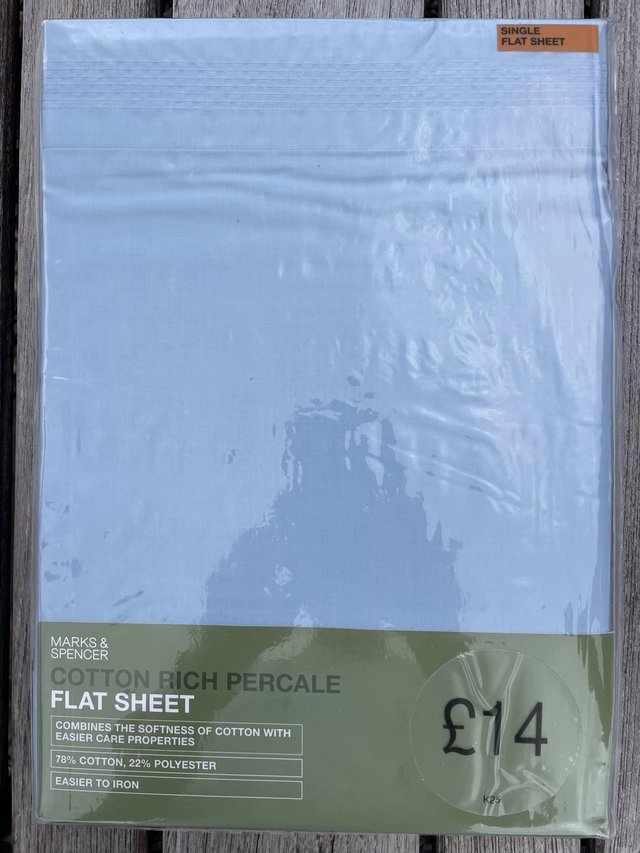 SINGLE
FLAT SHEET
MARKS &
SPENCER
COTTON RICH PERCALE
FLAT SHEET
COMBINES THE SOFTNESS OF COTTON WITH
EASIER CARE PROPERTIES
78% COTTON, 22% POLYESTER
EASIER TO IRON
£14